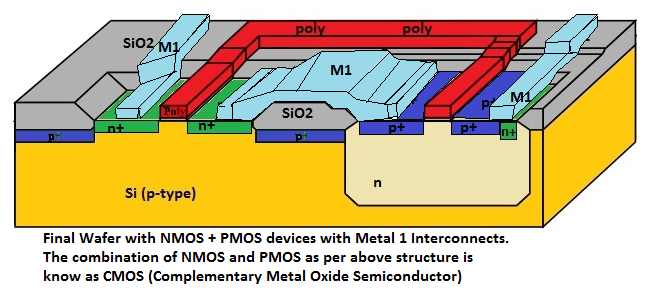 poly poly
SiO2 M1
M1
p+ M1
Poly
SiO2
p+ n+ n+ p+ p+ p+ n+
n
Si (p-type)
Final Wafer with NMOS + PMOS devices with Metal 1 Interconnects.
The combination of NMOS and PMOS as per above structure is
know as CMOS (Complementary Metal Oxide Semiconductor)